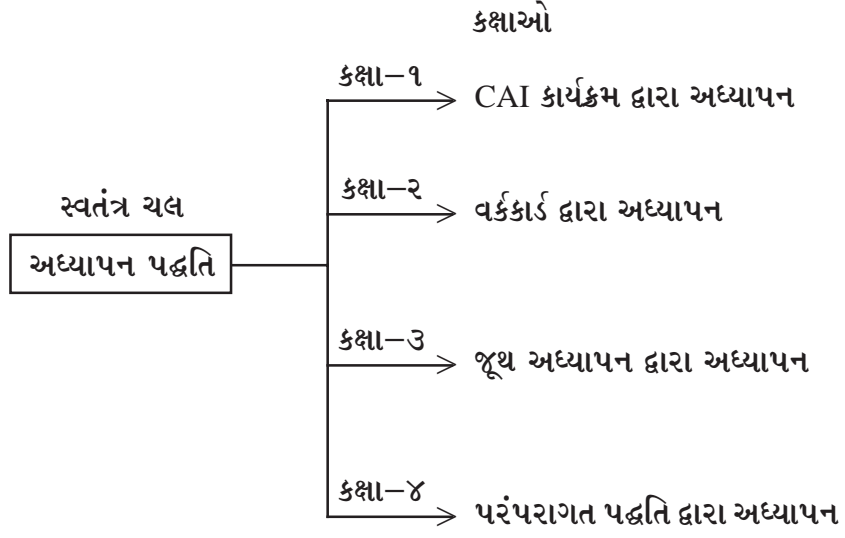 કક્ષાઓ
કક્ષા–૧
CAI કાર્યક્રમ દ્વારા અધ્યાપન
કક્ષા–૨
વર્કકાર્ડ દ્વારા અધ્યાપન
સ્વતંત્ર ચલ
અધ્યાપન પદ્ધતિ
કક્ષા–૩
જૂથ અધ્યાપન દ્વારા અધ્યાપન
કક્ષા–૪
પરંપરાગત પદ્ધતિ દ્વારા અધ્યાપન